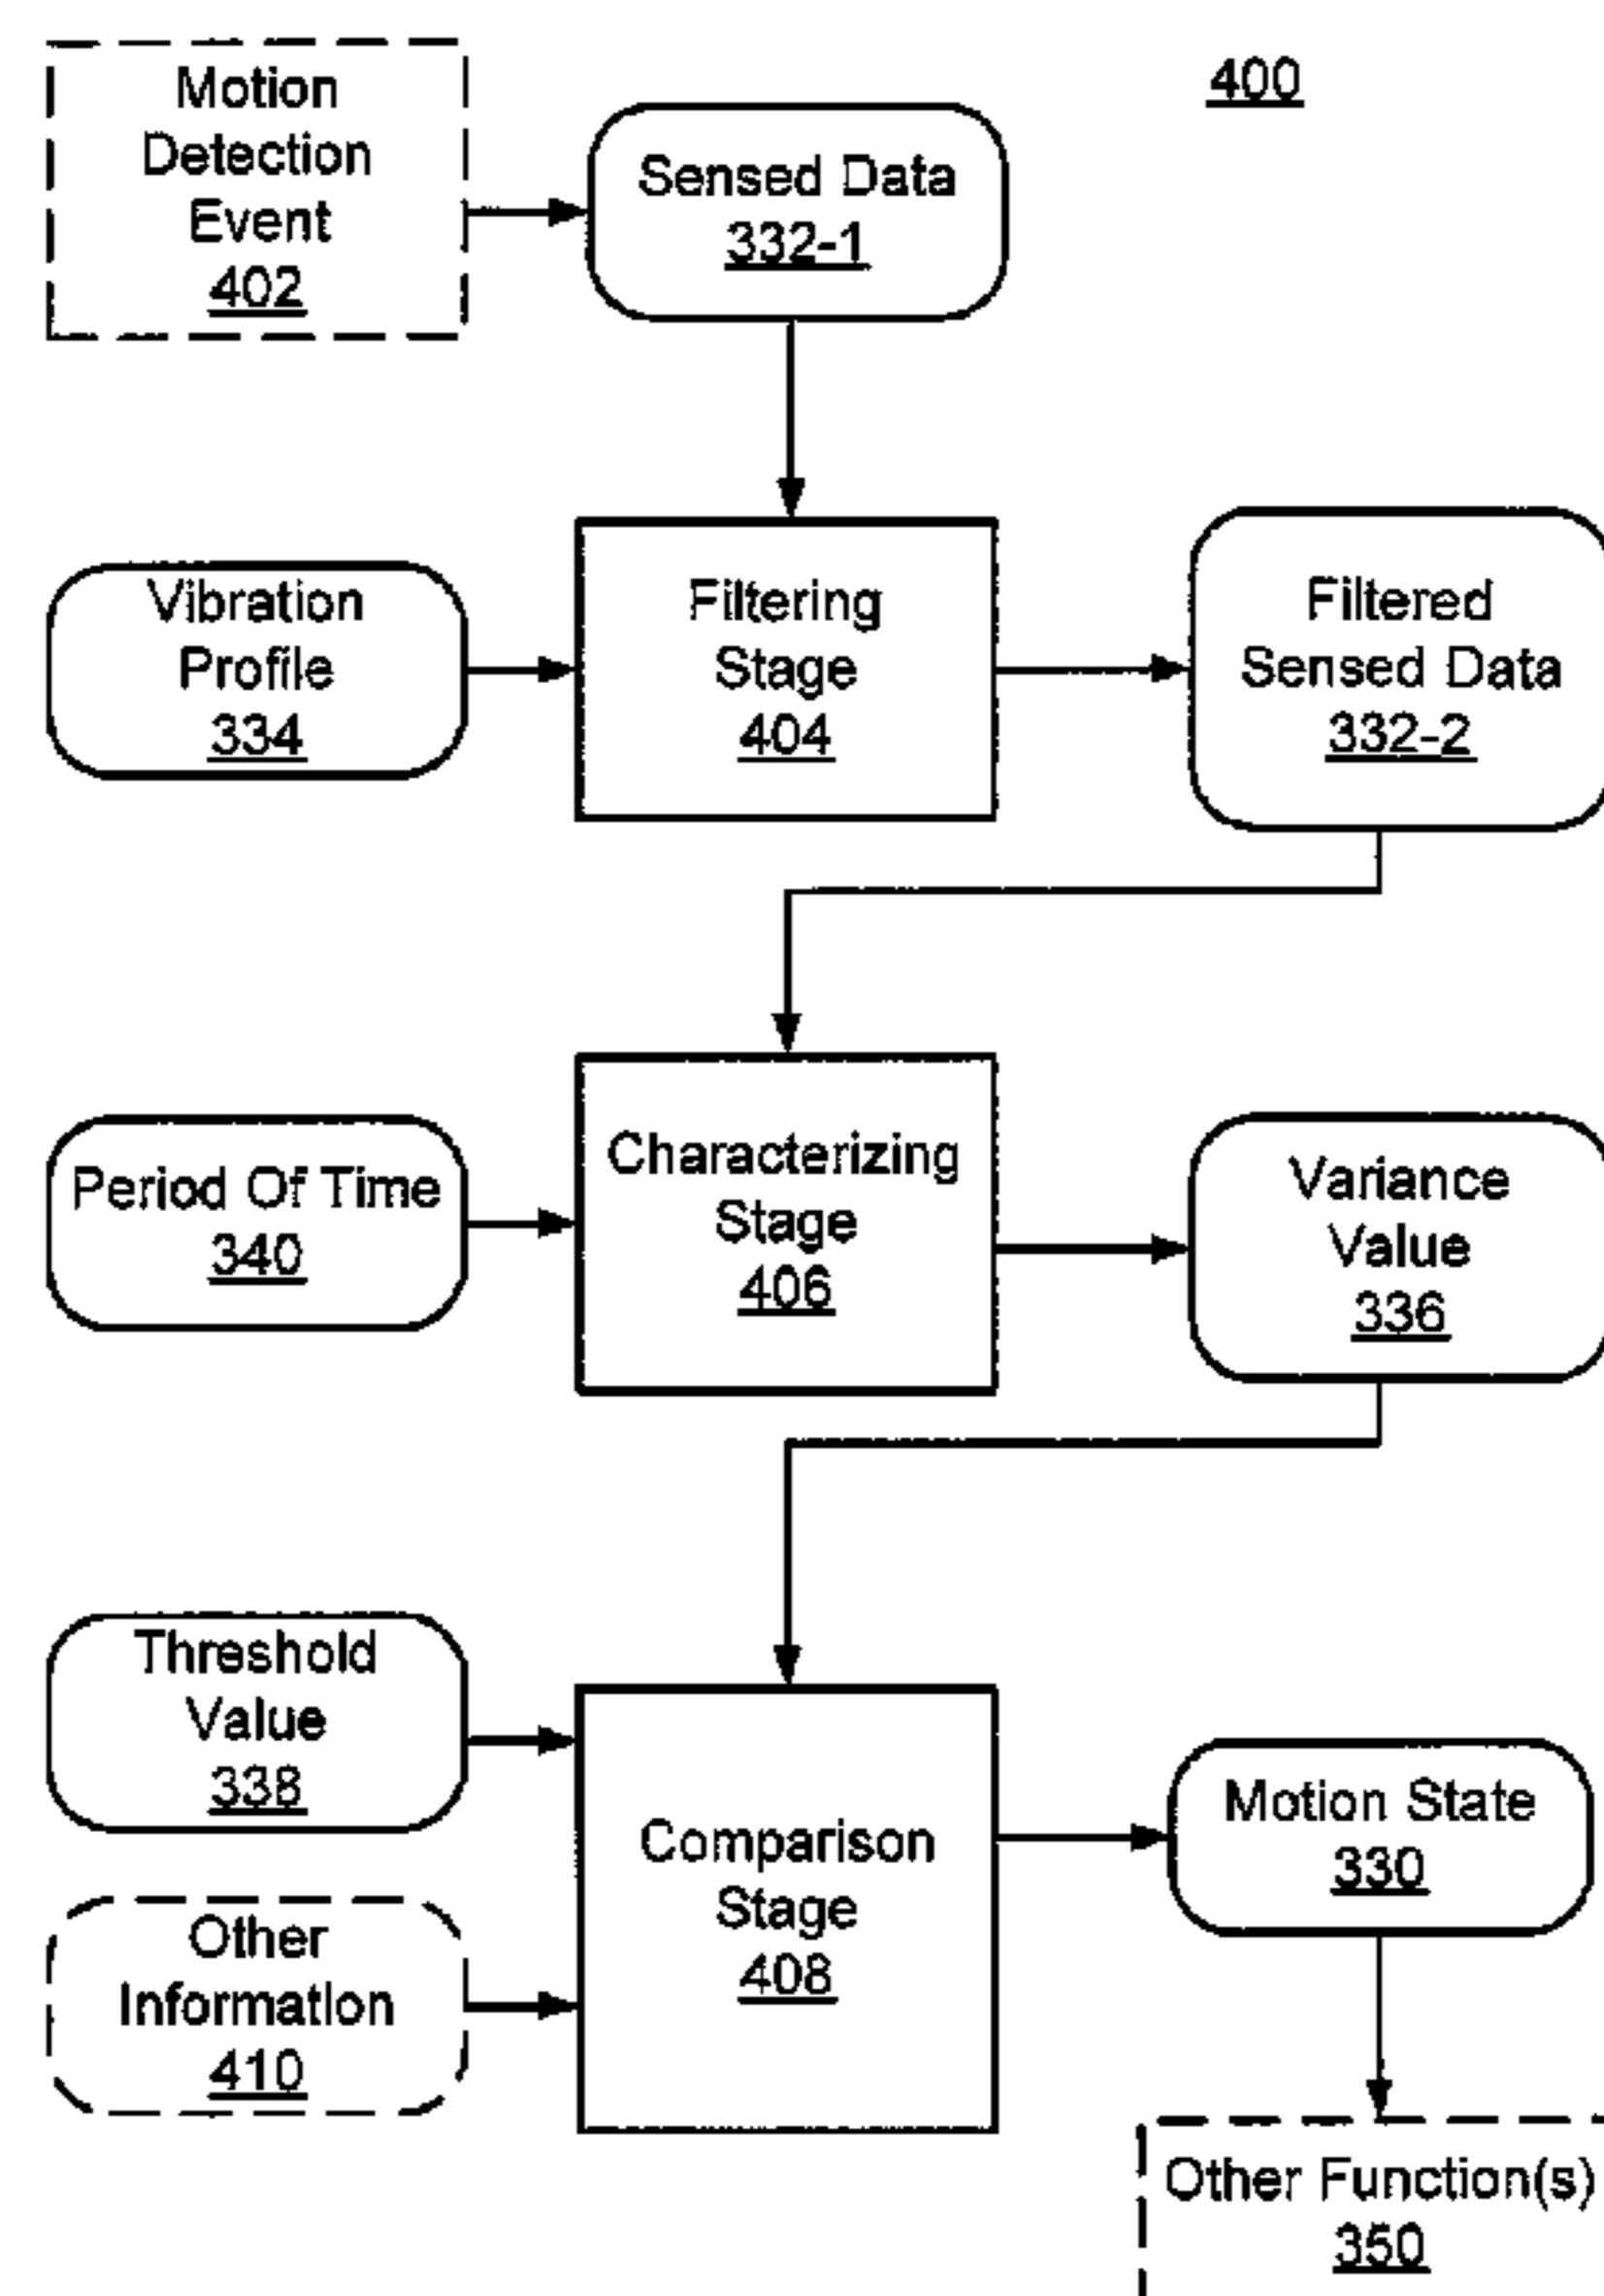 Motion
Detection
Event
402
400
Sensed Data
332-1
Vibration
Profile
334
Filtering
Stage
404
Filtered
Sensed Data
332-2
Period Of Time
340
Characterizing
Stage
406
Variance
Value
336
Threshold
Value
338
Other
Information
410
Comparison
Stage
408
Motion State
330
Other Function(s)
350